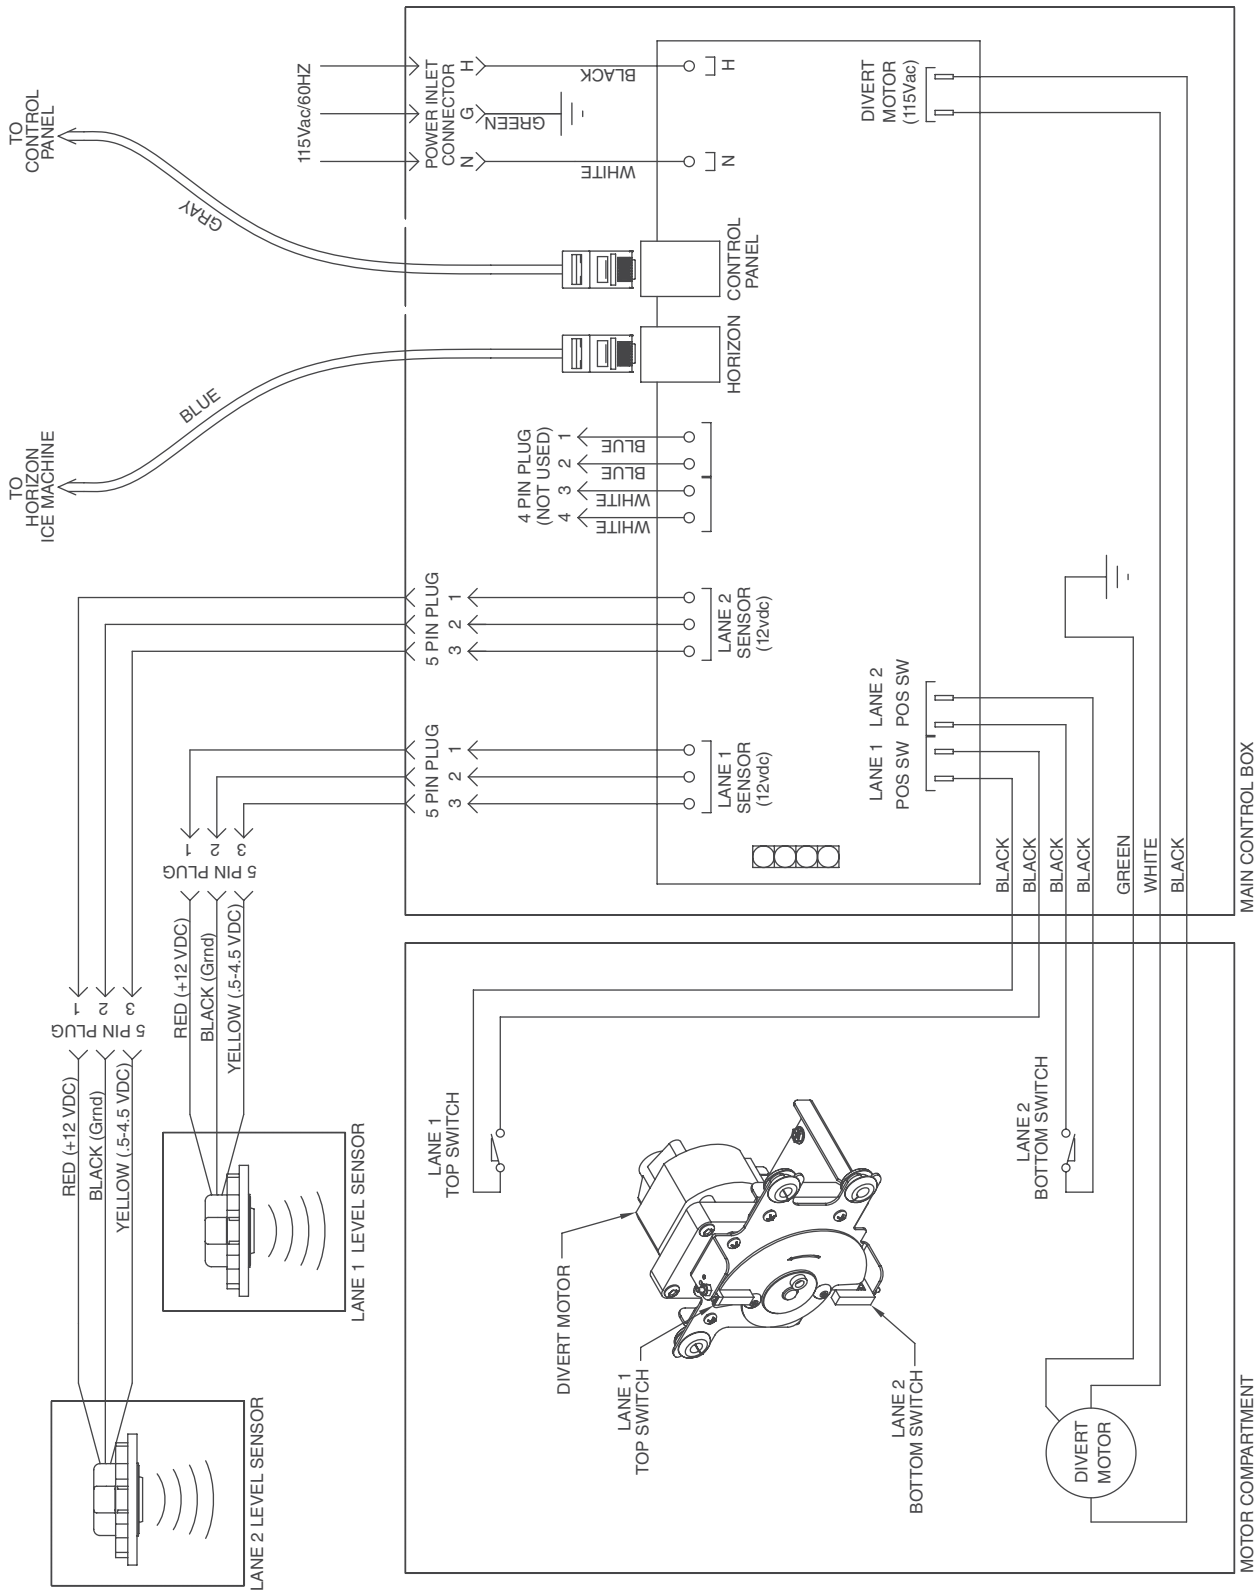 TO
CONTROL
PANEL
GRAY
TO
HORIZON
ICE MACHINE
BLUE
115Vac/60HZ
POWER INLET
CONNECTOR
N G H
BLACK
GREEN
WHITE
H
N
CONTROL
PANEL
HORIZON
DIVERT
MOTOR
(115Vac)
4 PIN PLUG
(NOT USED)
4 3 2 1
BLUE
BLUE
WHITE
WHITE
5 PIN PLUG
3 2 1
LANE 2
SENSOR
(12vdc)
5 PIN PLUG
3 2 1
LANE 1
SENSOR
(12vdc)
LANE 1
POS SW
LANE 2
POS SW
BLACK
BLACK
BLACK
BLACK
GREEN
WHITE
BLACK
MAIN CONTROL BOX
1 2 3
5 PIN PLUG
RED (+12 VDC)
BLACK (Grnd)
YELLOW (.5-4.5 VDC)
LANE 1 LEVEL SENSOR
1 2 3
5 PIN PLUG
RED (+12 VDC)
BLACK (Grnd)
YELLOW (.5-4.5 VDC)
LANE 2 LEVEL SENSOR
LANE 1
TOP SWITCH
LANE 2
BOTTOM SWITCH
DIVERT MOTOR
LANE 1
TOP SWITCH
LANE 2
BOTTOM SWITCH
DIVERT
MOTOR
MOTOR COMPARTMENT